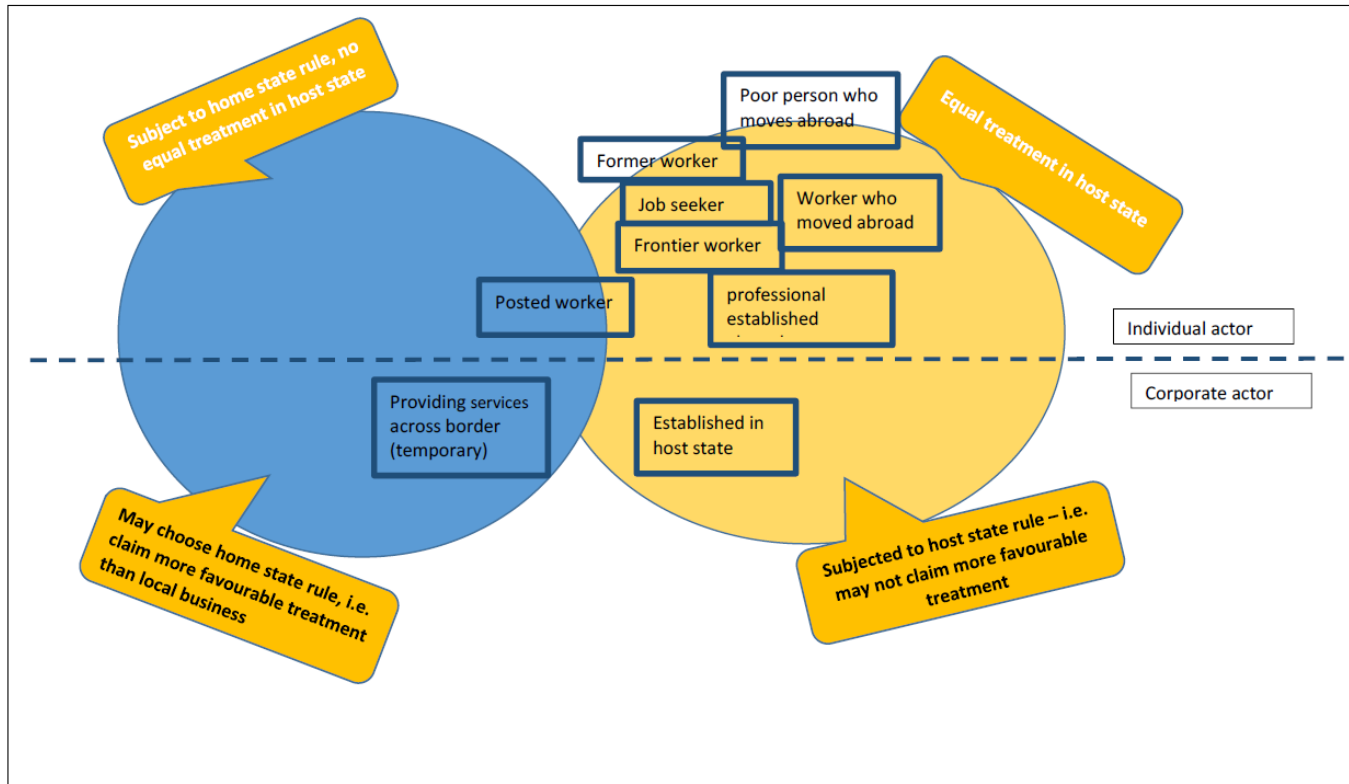 Subject to home state rule, no
equal treatment in host state
Poor person who
moves abroad
Equal treatment in host state
Former worker
Job seeker
Worker who
moved abroad
Frontier worker
Posted worker
professional
established
Individual actor
Corporate actor
Providing services
across border
(temporary)
Established in
host state
May choose home state rule, i.e.
claim more favourable treatment
than local business
Subjected to host state rule – i.e.
may not claim more favourable
treatment